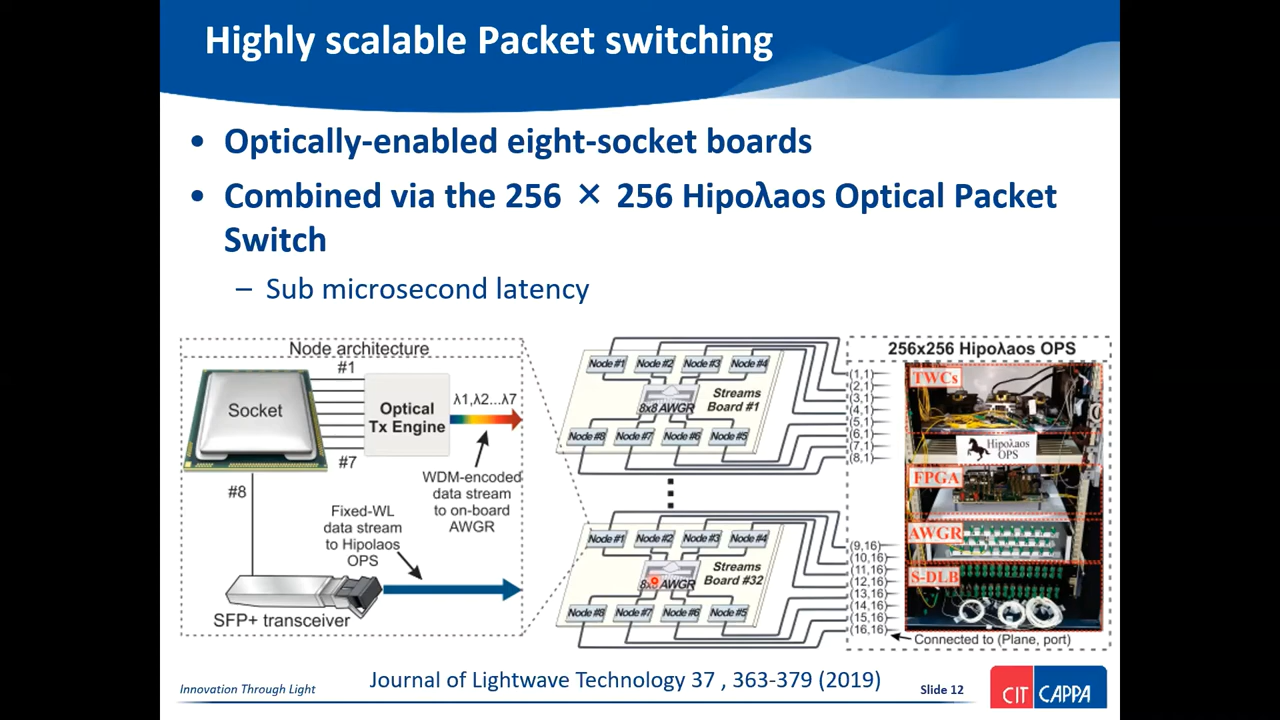 Highly scalable Packet switching
• Optically-enabled eight-socket boards
• Combined via the 256 × 256 Hipoλaos Optical Packet
Switch
– Sub microsecond latency
Node architecture
#1
Socket
Optical
Tx Engine
λ1,λ2...λ7
#7
#8
WDM-encoded
data stream
to on-board
AWGR
Fixed-WL
data stream
to Hipolaos
OPS
SFP+ transceiver
Node #1 Node #2 Node #3 Node #4
8x8 AWGR
Streams
Board #1
Node #8 Node #7 Node #6 Node #5
Node #1 Node #2 Node #3 Node #4
8x8 AWGR
Streams
Board #32
Node #8 Node #7 Node #6 Node #5
(1,1)
(2,1)
(3,1)
(4,1)
(5,1)
(6,1)
(7,1)
(8,1)
(9,16)
(10,16)
(11,16)
(12,16)
(13,16)
(14,16)
(15,16)
(16,16)
256x256 Hipoλaos OPS
TWCs
Hipoλaos
OPS
FPGA
AWGR
S-DLB
Connected to (Plane, port)
Journal of Lightwave Technology 37 , 363-379 (2019)
Innovation Through Light
Slide 12
CIT CAPPA